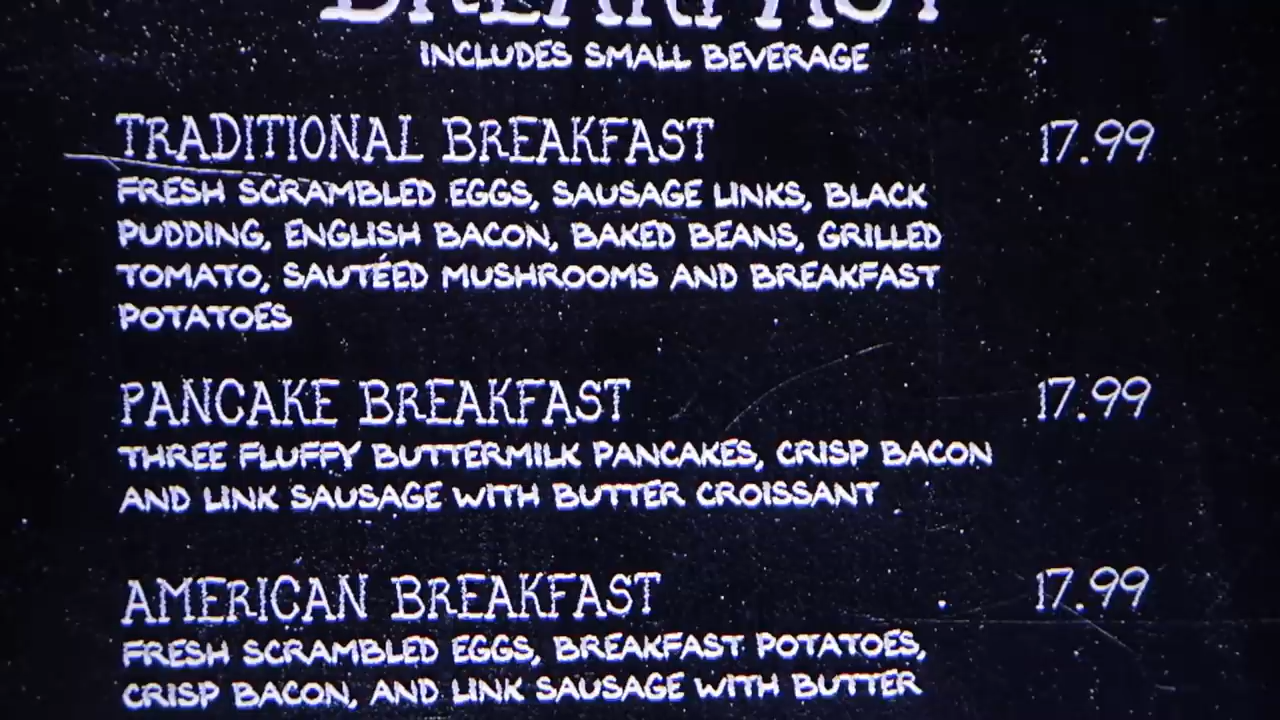 BREAKFAST
INCLUDES SMALL BEVERAGE
TRADITIONAL BREAKFAST 17.99
FRESH SCRAMBLED EGGS, SAUSAGE LINKS, BLACK
PUDDING, ENGLISH BACON, BAKED BEANS, GRILLED
TOMATO, SAUTÉED MUSHROOMS AND BREAKFAST
POTATOES
PANCAKE BREAKFAST 17.99
THREE FLUFFY BUTTERMILK PANCAKES, CRISP BACON
AND LINK SAUSAGE WITH BUTTER CROISSANT
AMERICAN BREAKFAST 17.99
FRESH SCRAMBLED EGGS, BREAKFAST POTATOES,
CRISP BACON, AND LINK SAUSAGE WITH BUTTER